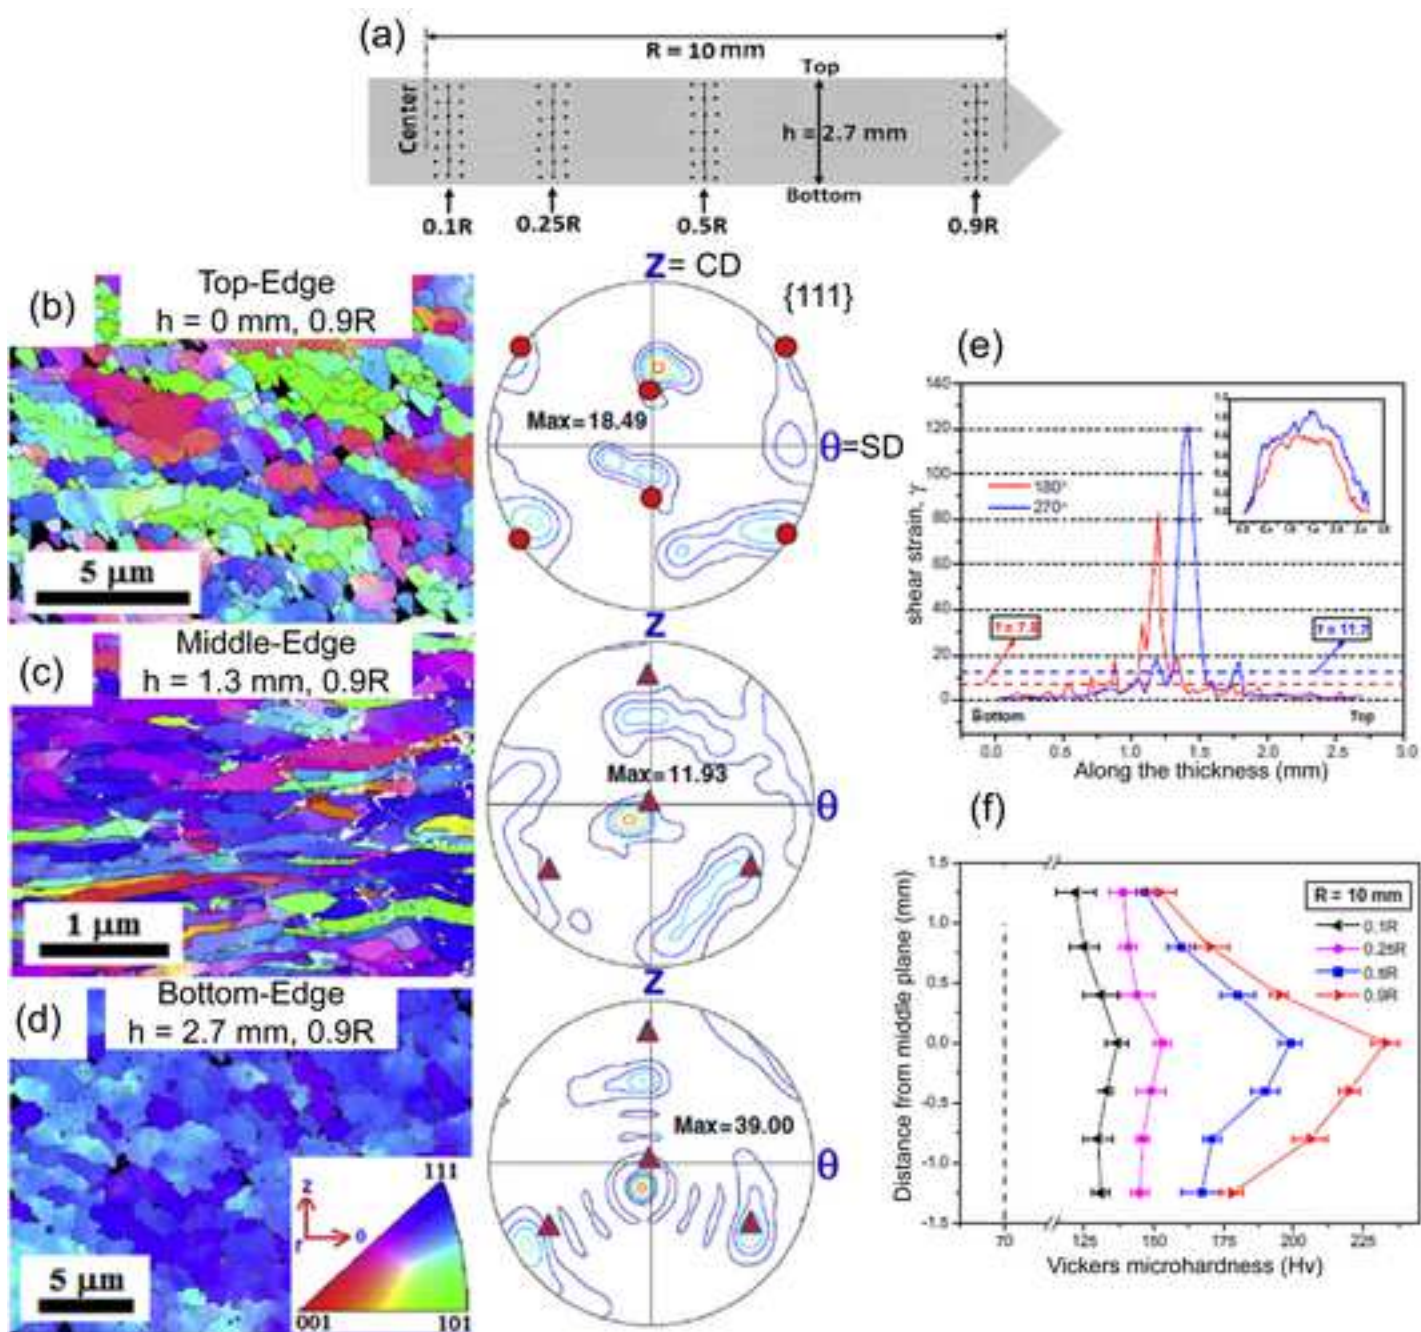 (a)
R = 10 mm
Top
Center
h = 2.7 mm
Bottom
0.1R
0.25R
0.5R
0.9R
(b)
Top-Edge
h = 0 mm, 0.9R
5 μm
Z = CD
{111}
Max=18.49
θ=SD
(c)
Middle-Edge
h = 1.3 mm, 0.9R
1 μm
Z
Max=11.93
θ
(d)
Bottom-Edge
h = 2.7 mm, 0.9R
5 μm
Z
r
θ
111
001
101
Z
Max=39.00
θ
(e)
shear strain, γ
140
120
100
80
60
40
20
0
180°
270°
Bottom
Top
0.0
0.5
1.0
1.5
2.0
2.5
3.0
Along the thickness (mm)
(f)
Distance from middle plane (mm)
1.5
1.0
0.5
0.0
-0.5
-1.0
-1.5
R = 10 mm
0.1R
0.25R
0.5R
0.9R
70
125
150
175
200
225
Vickers microhardness (Hv)